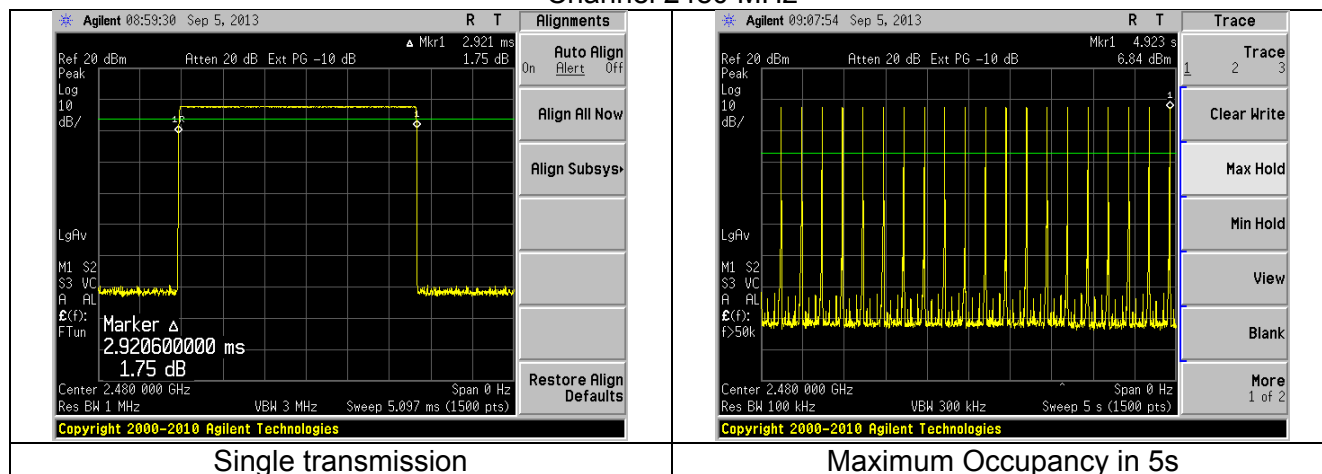 Channel 2480 MHz
Agilent 08:59:30 Sep 5, 2013 R T
Alignments
Δ Mkr1 2.921 ms
Ref 20 dBm Atten 20 dB Ext PG -10 dB 1.75 dB
Peak
Log
10
dB/
1R
1
LgAv
M1 S2
S3 VC
A AL
£(f):
FTun
Marker Δ
2.920600000 ms
1.75 dB
Center 2.480 000 GHz Span 0 Hz
Res BW 1 MHz VBW 3 MHz Sweep 5.097 ms (1500 pts)
Copyright 2000-2010 Agilent Technologies
Auto Align
On Alert Off
Align All Now
Align Subsys
Restore Align
Defaults
Single transmission
Agilent 09:07:54 Sep 5, 2013 R T
Trace
Mkr1 4.923 s
Ref 20 dBm Atten 20 dB Ext PG -10 dB 6.84 dBm
Peak
Log
10
dB/
1
LgAv
M1 S2
S3 VC
A AL
£(f):
f>50k
Center 2.480 000 GHz ^ Span 0 Hz
Res BW 100 kHz VBW 300 kHz Sweep 5 s (1500 pts)
Copyright 2000-2010 Agilent Technologies
Trace
1 2 3
Clear Write
Max Hold
Min Hold
View
Blank
More
1 of 2
Maximum Occupancy in 5s